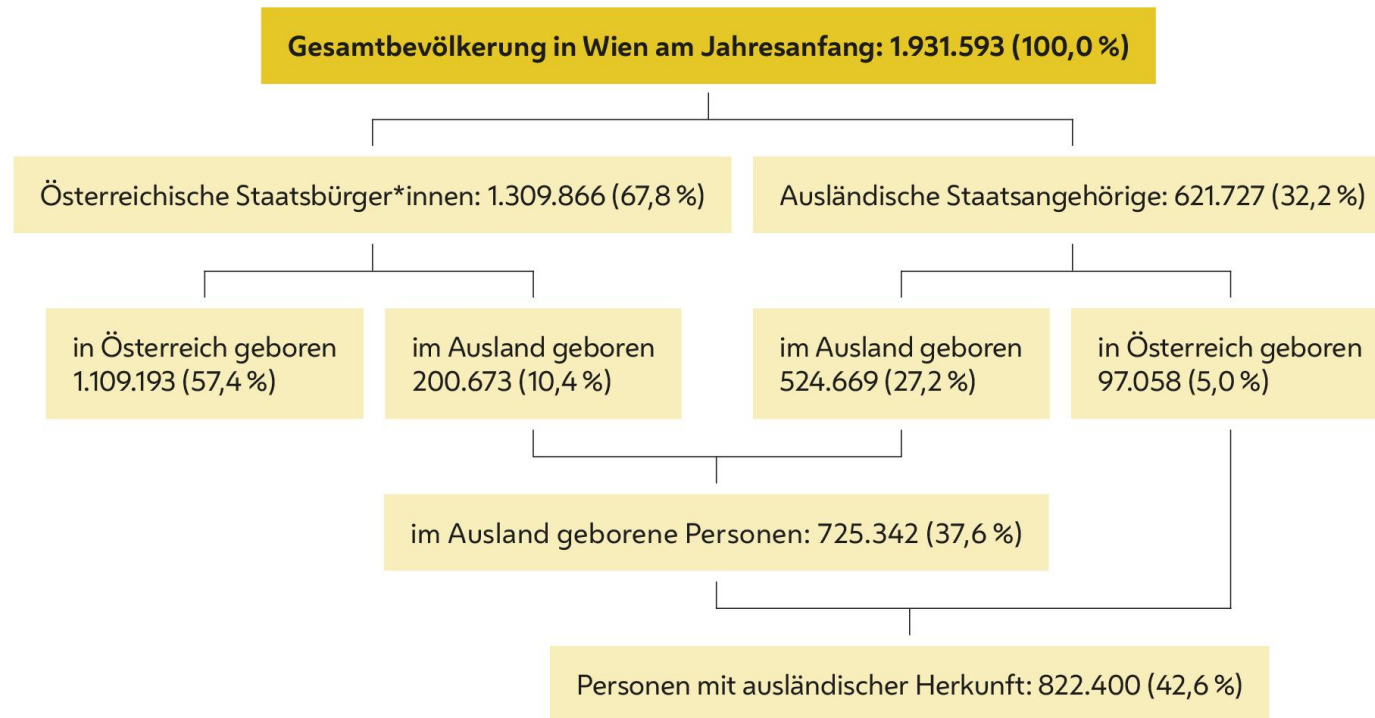 Gesamtbevölkerung in Wien am Jahresanfang: 1.931.593 (100,0 %)
Österreichische Staatsbürger*innen: 1.309.866 (67,8 %)
Ausländische Staatsangehörige: 621.727 (32,2 %)
in Österreich geboren
1.109.193 (57,4 %)
im Ausland geboren
200.673 (10,4 %)
im Ausland geboren
524.669 (27,2 %)
in Österreich geboren
97.058 (5,0 %)
im Ausland geborene Personen: 725.342 (37,6 %)
Personen mit ausländischer Herkunft: 822.400 (42,6 %)